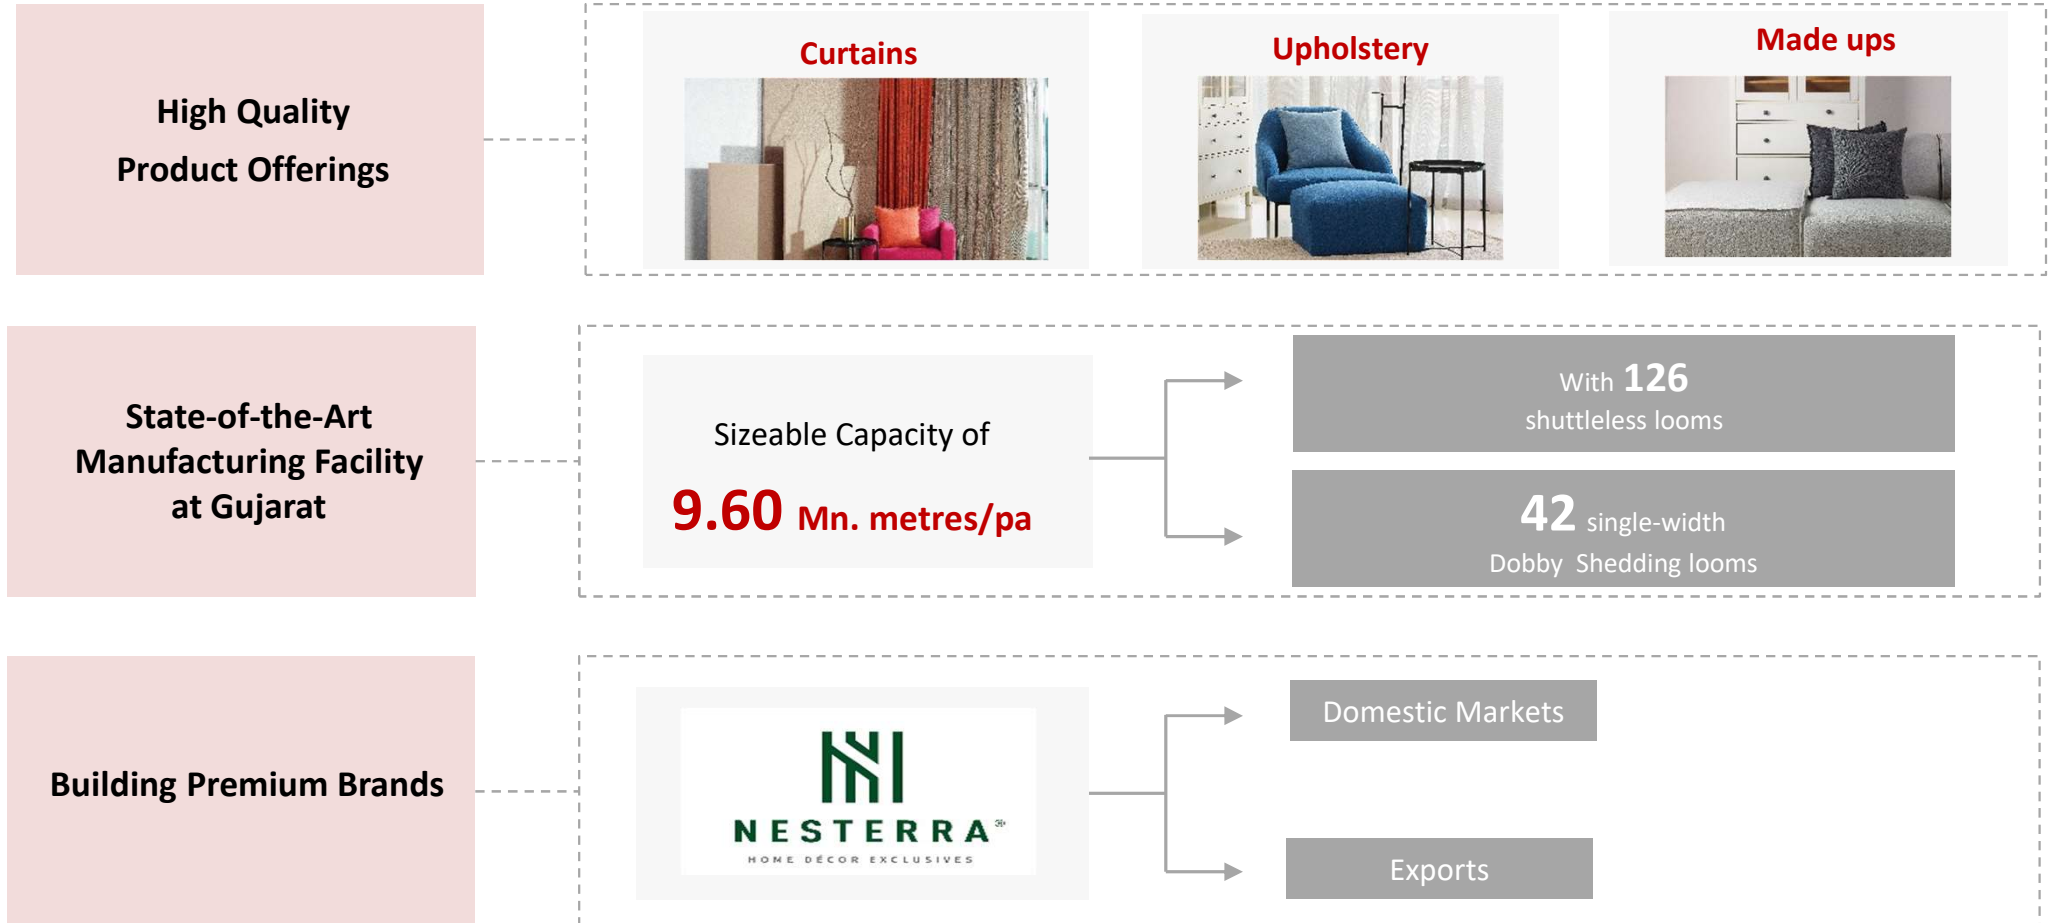 High Quality
Product Offerings
Curtains
Upholstery
Made ups
State-of-the-Art
Manufacturing Facility
at Gujarat
Sizeable Capacity of
9.60 Mn. metres/pa
With 126
shuttleless looms
42 single-width
Dobby Shedding looms
Building Premium Brands
NESTERRA
HOME DÉCOR EXCLUSIVES
Domestic Markets
Exports